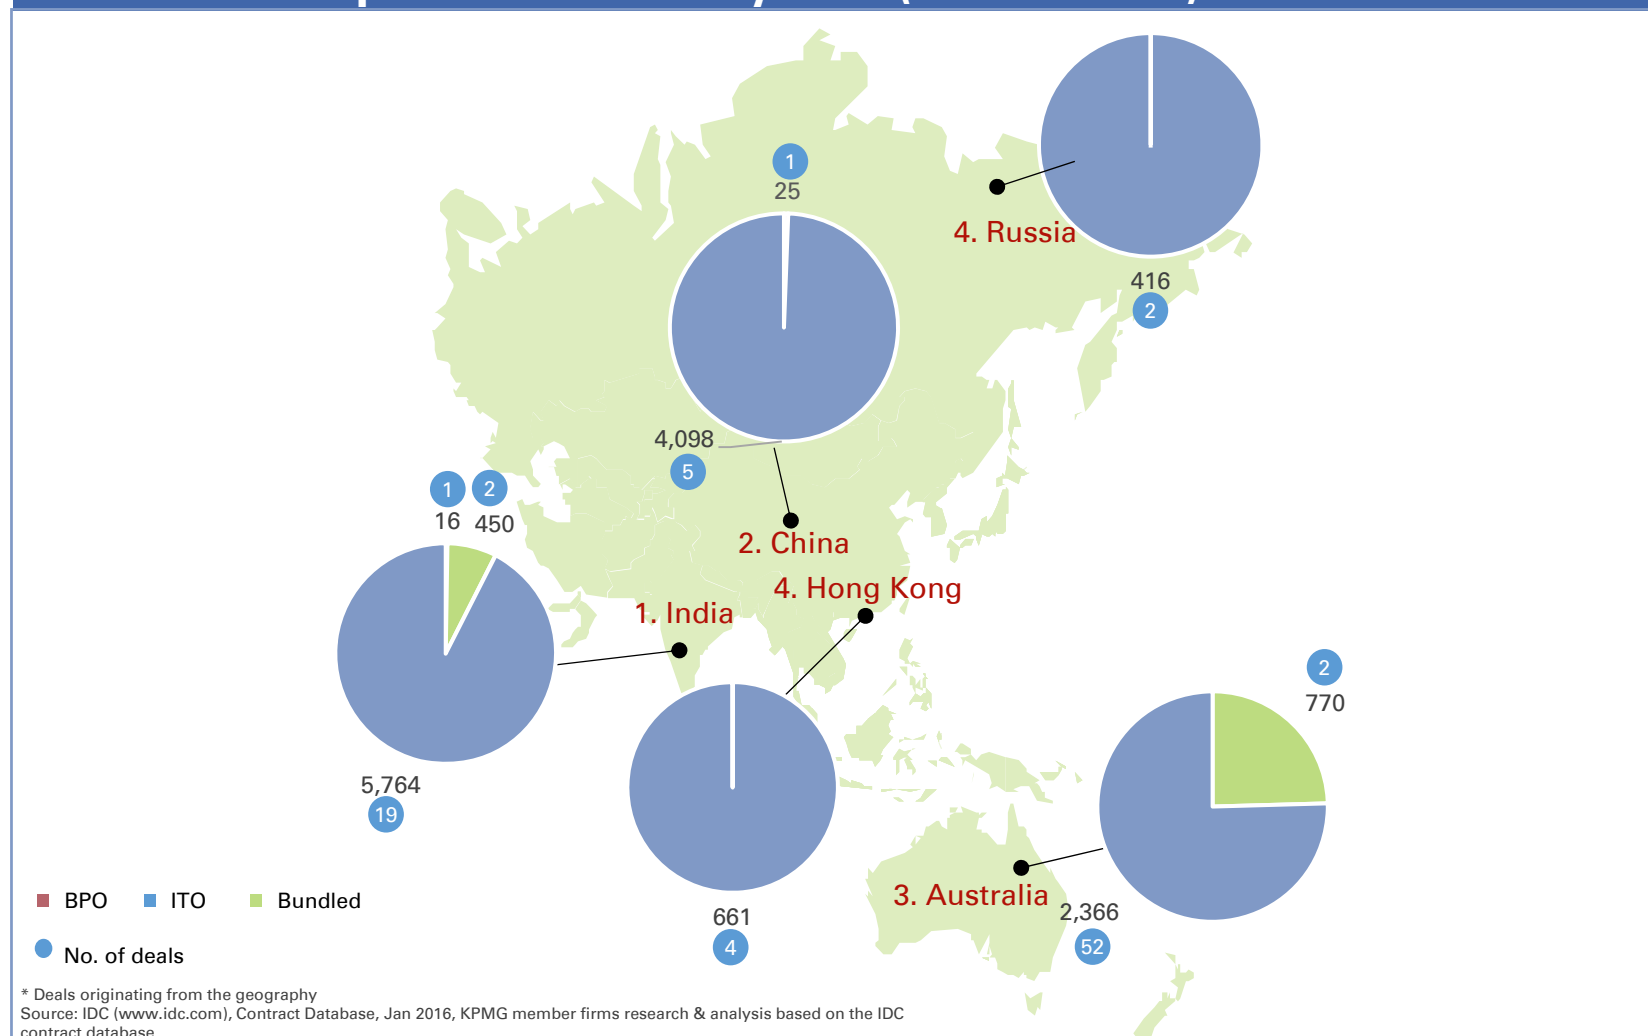 1
25
4. Russia
416
2
4,098
5
1
2
16
450
2. China
4. Hong Kong
1. India
2
770
5,764
19
3. Australia
2,366
52
661
4
BPO
ITO
Bundled
No. of deals
* Deals originating from the geography
Source: IDC (www.idc.com), Contract Database, Jan 2016, KPMG member firms research & analysis based on the IDC
contract database